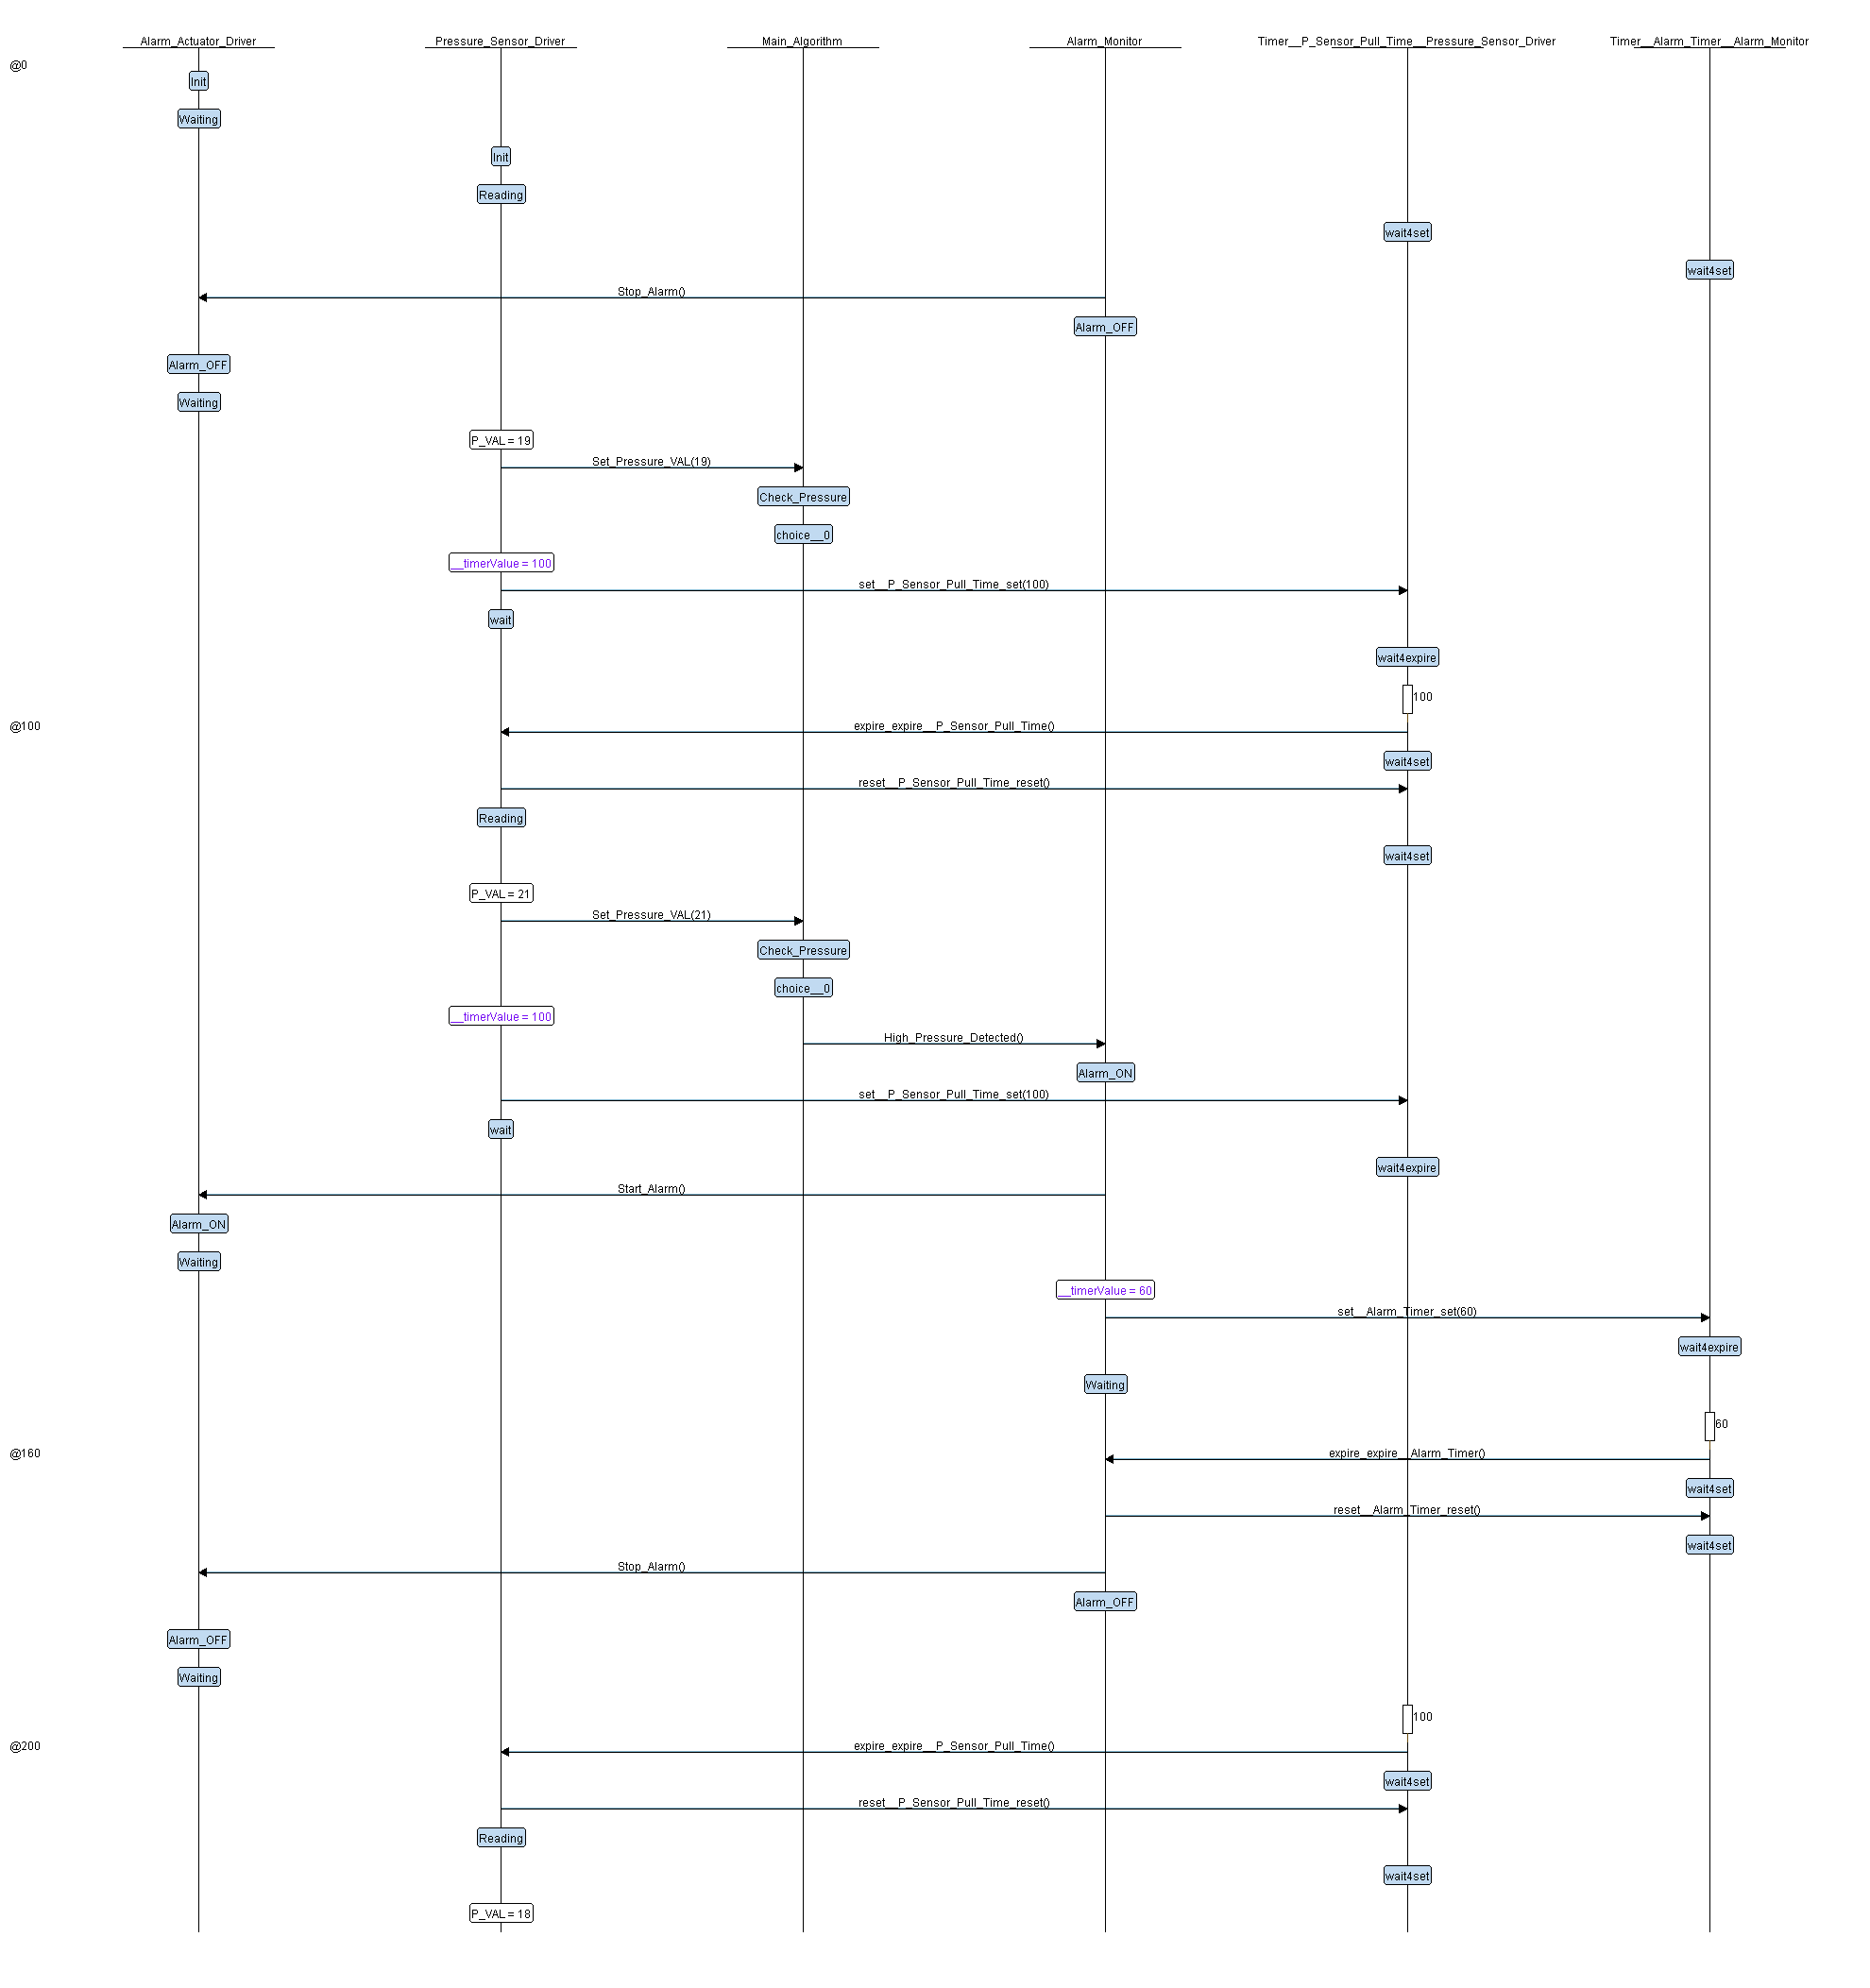 Alarm_Actuator_Driver
Pressure_Sensor_Driver
Main_Algorithm
Alarm_Monitor
Timer__P_Sensor_Pull_Time__Pressure_Sensor_Driver
Timer__Alarm_Timer__Alarm_Monitor
@0
Init
Waiting
Init
Reading
wait4set
wait4set
Stop_Alarm()
Alarm_OFF
Alarm_OFF
Waiting
P_VAL = 19
Set_Pressure_VAL(19)
Check_Pressure
choice__0
__timerValue = 100
set__P_Sensor_Pull_Time_set(100)
wait
wait4expire
100
@100
expire_expire__P_Sensor_Pull_Time()
wait4set
reset__P_Sensor_Pull_Time_reset()
Reading
wait4set
P_VAL = 21
Set_Pressure_VAL(21)
Check_Pressure
choice__0
__timerValue = 100
High_Pressure_Detected()
Alarm_ON
set__P_Sensor_Pull_Time_set(100)
wait
wait4expire
Start_Alarm()
Alarm_ON
Waiting
__timerValue = 60
set__Alarm_Timer_set(60)
wait4expire
Waiting
60
@160
expire_expire__Alarm_Timer()
wait4set
reset__Alarm_Timer_reset()
wait4set
Stop_Alarm()
Alarm_OFF
Alarm_OFF
Waiting
100
@200
expire_expire__P_Sensor_Pull_Time()
wait4set
reset__P_Sensor_Pull_Time_reset()
Reading
wait4set
P_VAL = 18